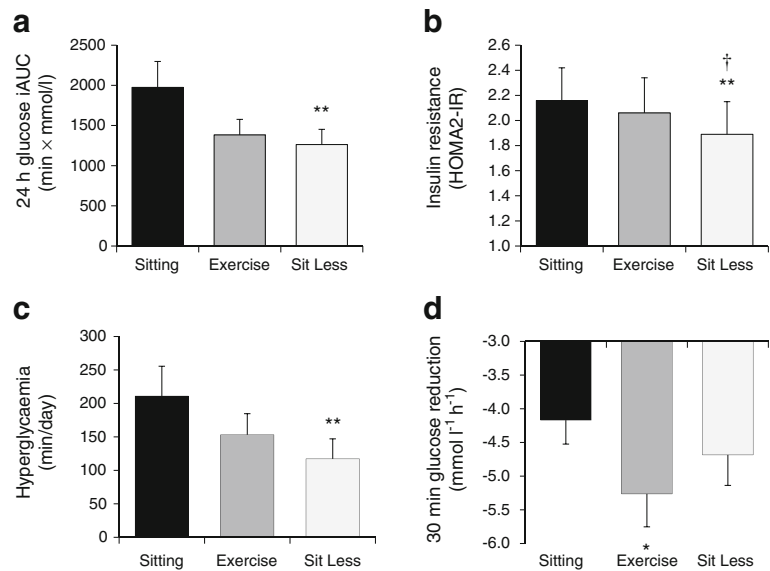 a
24 h glucose iAUC
(min × mmol/l)
2500
2000
1500
1000
500
0
**
Sitting
Exercise
Sit Less
b
Insulin resistance
(HOMA2-IR)
2.6
2.4
2.2
2.0
1.8
1.6
1.4
1.2
1.0
†
**
Sitting
Exercise
Sit Less
c
Hyperglycaemia
(min/day)
300
250
200
150
100
50
0
**
Sitting
Exercise
Sit Less
d
30 min glucose reduction
(mmol l⁻¹ h⁻¹)
-3.0
-3.5
-4.0
-4.5
-5.0
-5.5
-6.0
*
Sitting
Exercise
Sit Less